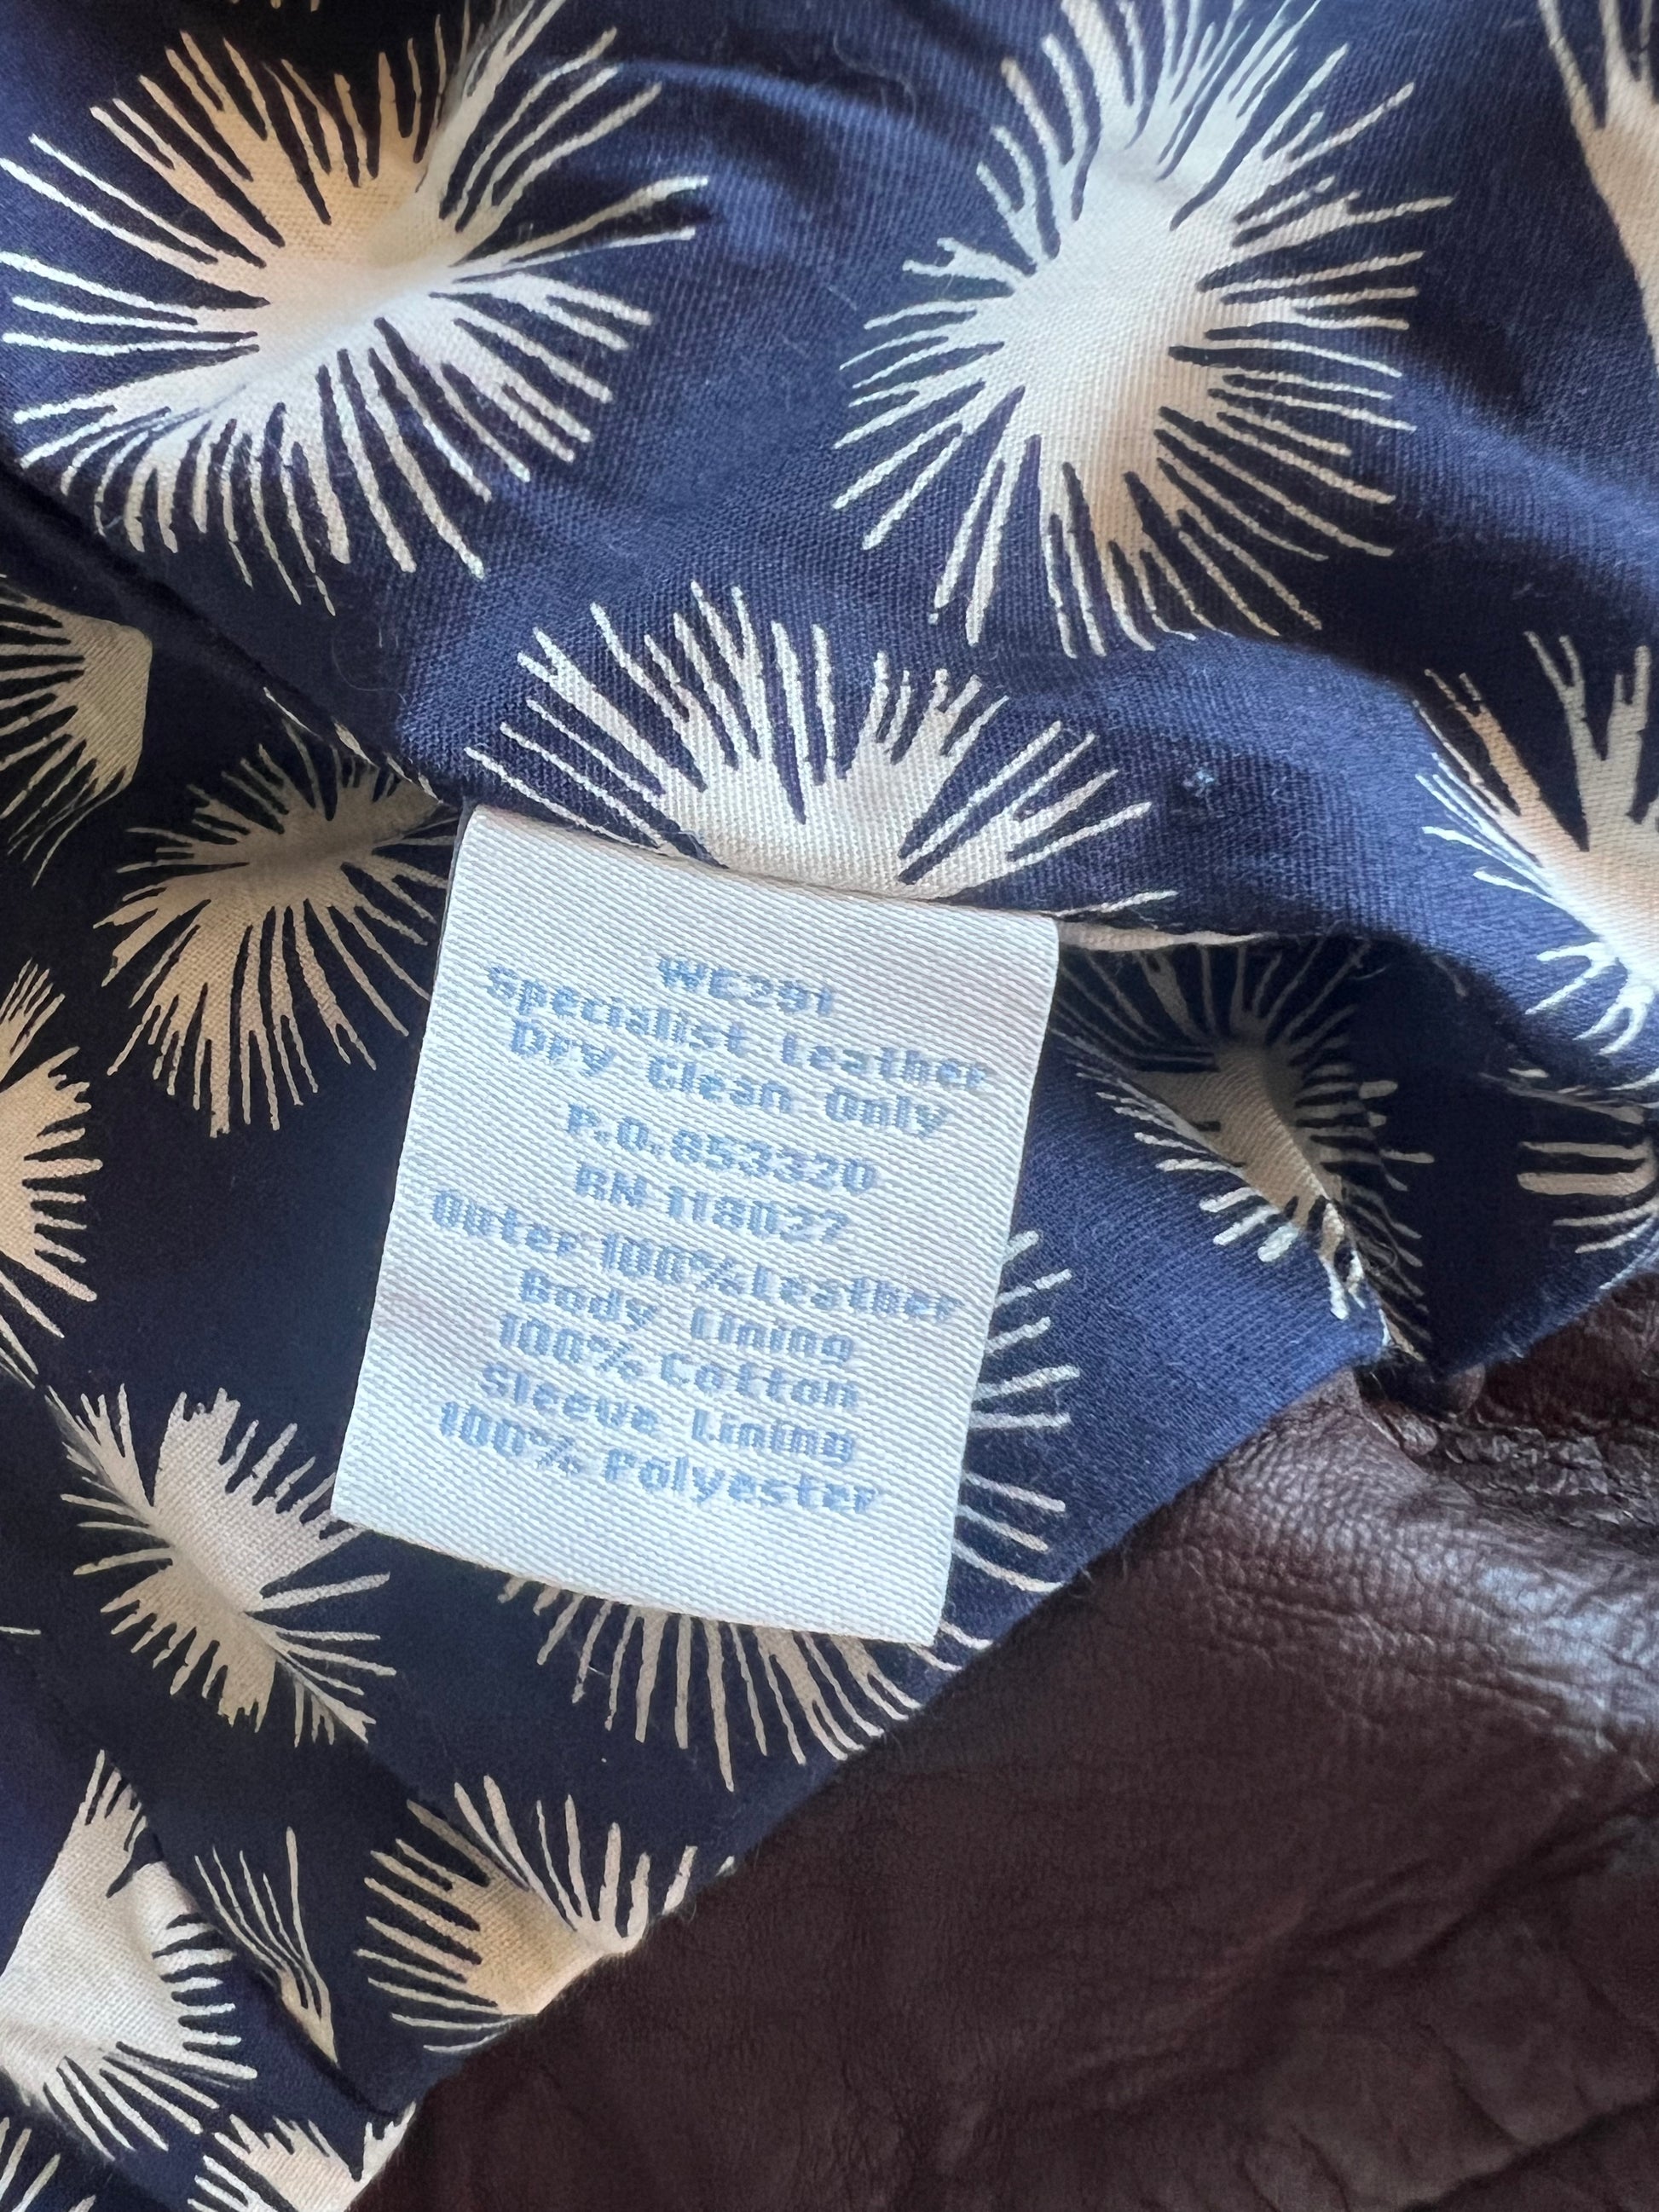 WE291
Specialist Leather
Dry Clean Only
P.O.853320
RN 118027
Outer 100% Leather
Body Lining
100% Cotton
Sleeve Lining
100% Polyester